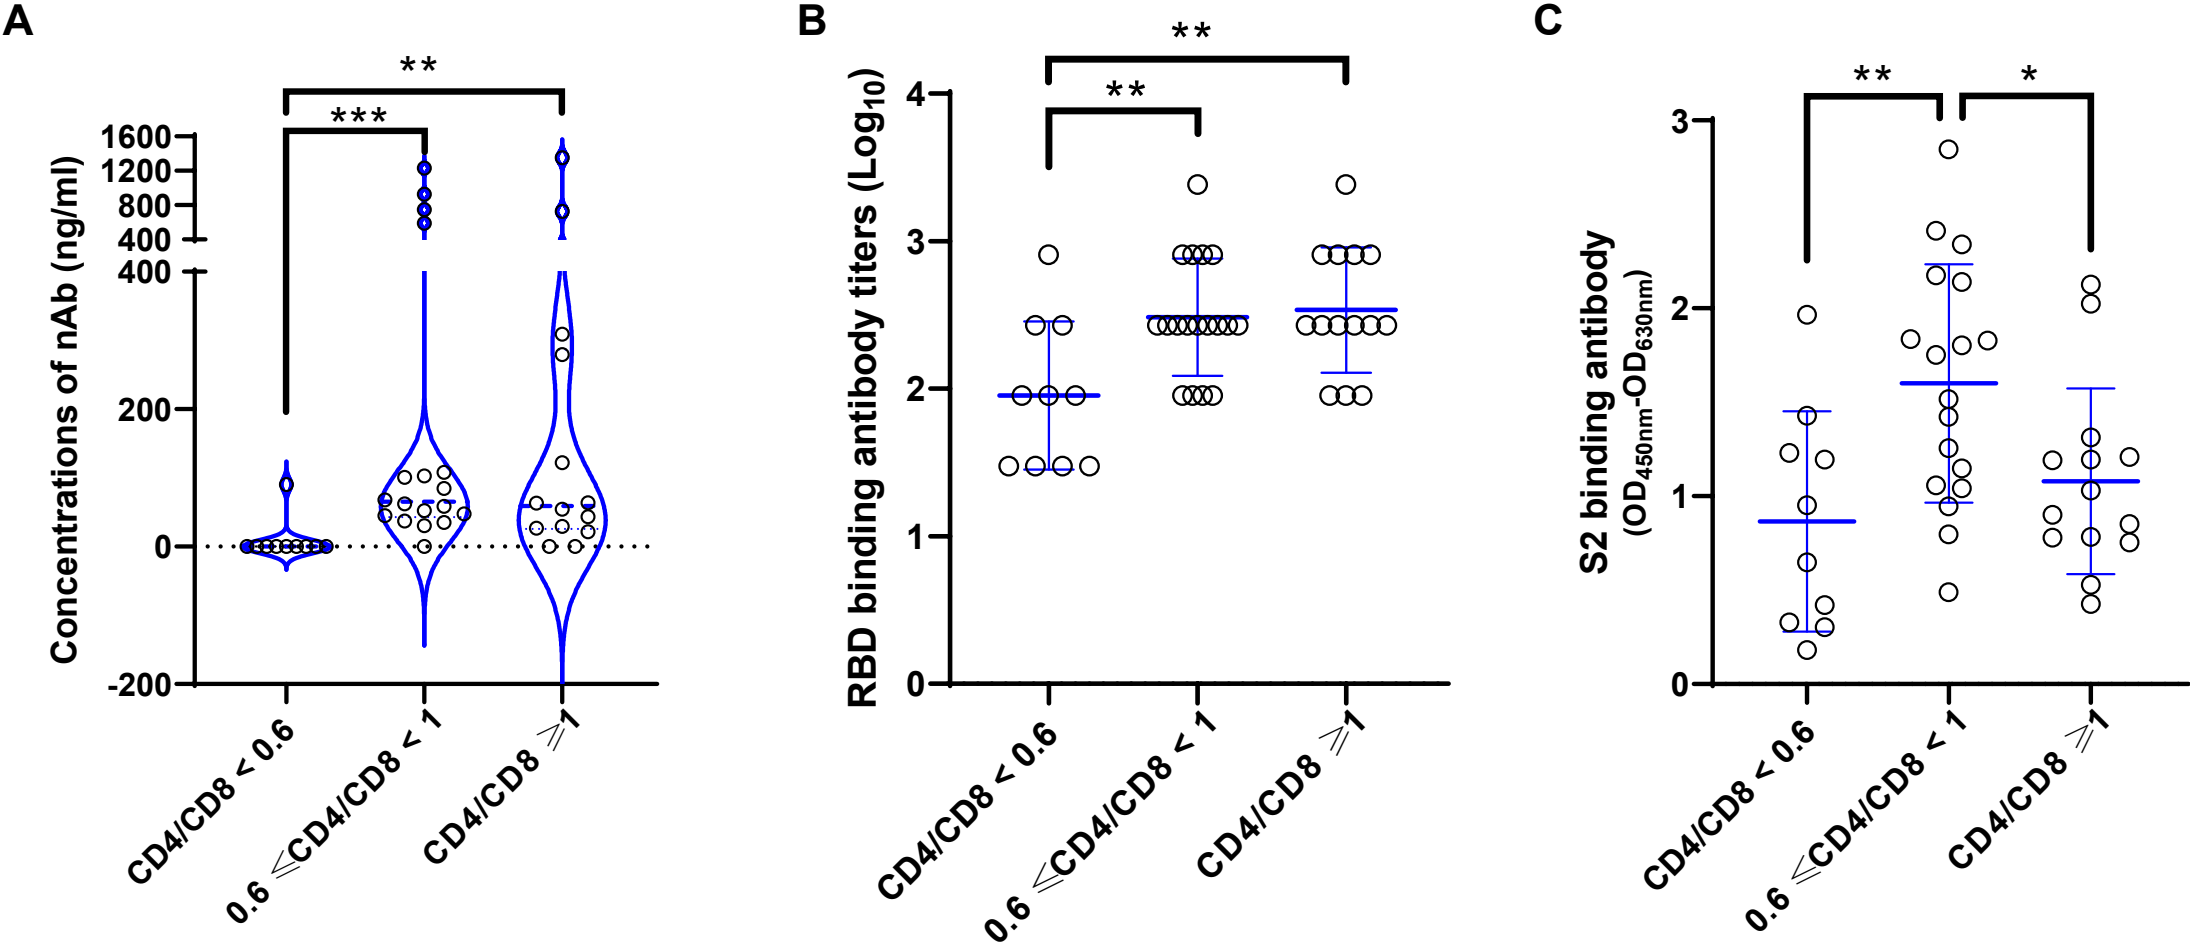 A
Concentrations of nAb (ng/ml)
1600
1200
800
400
400
200
0
-200
**
***
CD4/CD8 < 0.6
0.6 ≤CD4/CD8 < 1
CD4/CD8 ≥1
B
RBD binding antibody titers (Log10)
4
3
2
1
0
**
**
CD4/CD8 < 0.6
0.6 ≤CD4/CD8 < 1
CD4/CD8 ≥1
C
S2 binding antibody
(OD450nm-OD630nm)
3
2
1
0
**
*
CD4/CD8 < 0.6
0.6 ≤CD4/CD8 < 1
CD4/CD8 ≥1